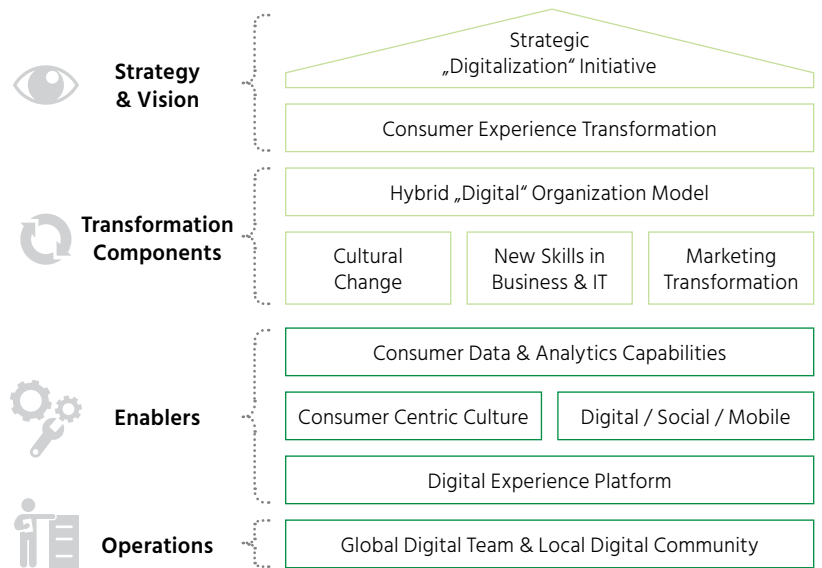 Strategy
& Vision
Strategic
„Digitalization“ Initiative
Consumer Experience Transformation
Transformation
Components
Hybrid „Digital“ Organization Model
Cultural
Change
New Skills in
Business & IT
Marketing
Transformation
Enablers
Consumer Data & Analytics Capabilities
Consumer Centric Culture
Digital / Social / Mobile
Digital Experience Platform
Operations
Global Digital Team & Local Digital Community